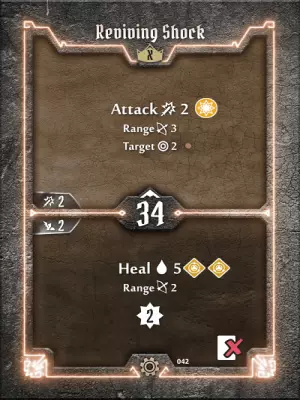 Reviving Shock
X
Attack 2
Range 3
Target 2
2
34
2
Heal 5
Range 2
2
042